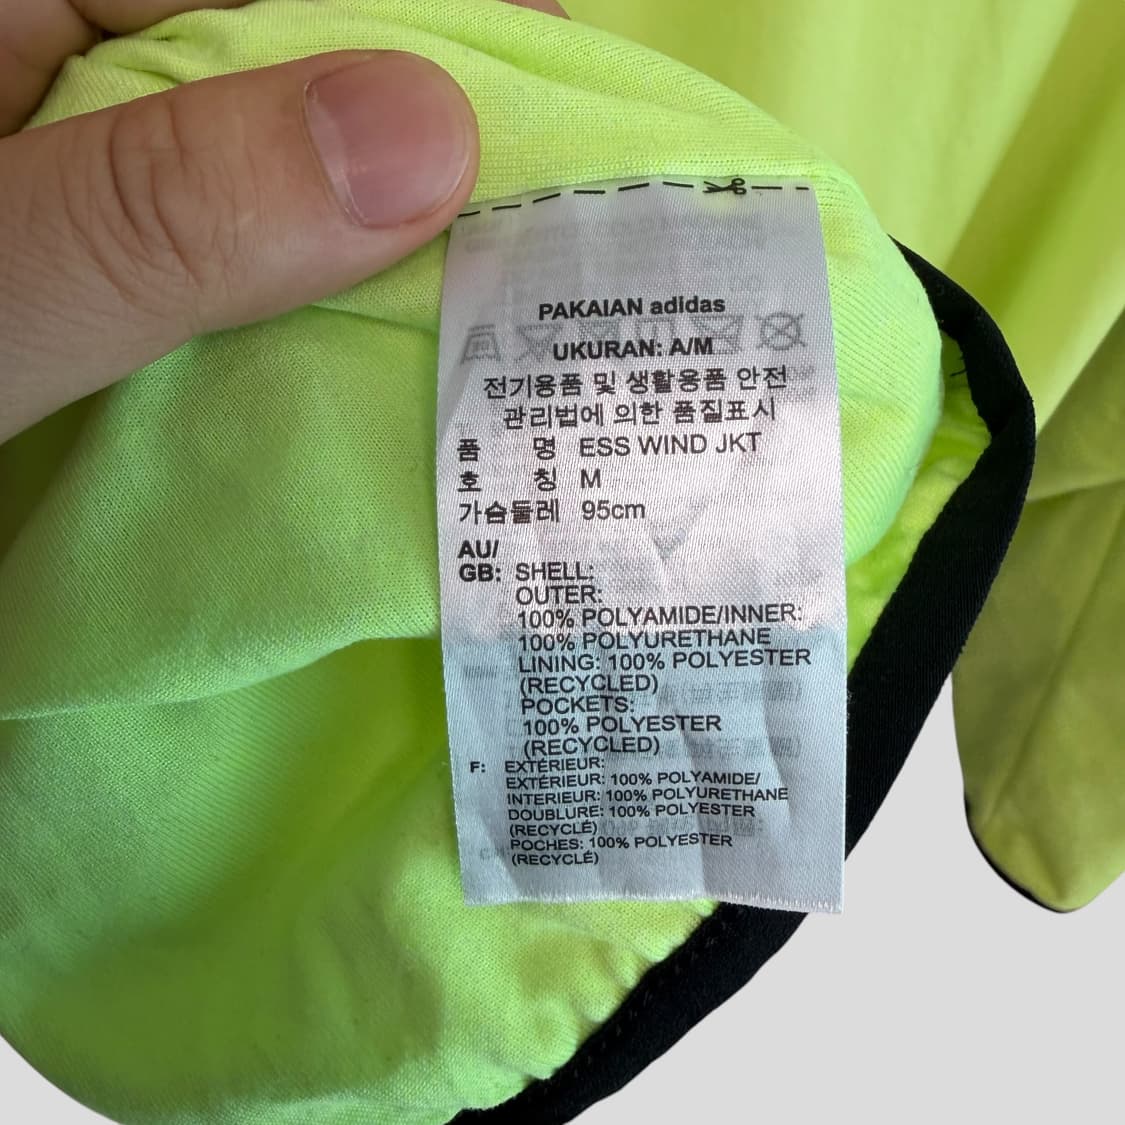 PAKAIAN adidas
UKURAN: A/M
전기용품 및 생활용품 안전
관리법에 의한 품질표시
품 명 ESS WIND JKT
호 칭 M
가슴둘레 95cm
AU/
GB: SHELL:
OUTER:
100% POLYAMIDE/INNER:
100% POLYURETHANE
LINING: 100% POLYESTER
(RECYCLED)
POCKETS:
100% POLYESTER
(RECYCLED)
F: EXTÉRIEUR:
EXTÉRIEUR: 100% POLYAMIDE/
INTERIEUR: 100% POLYURETHANE
DOUBLURE: 100% POLYESTER
(RECYCLÉ)
POCHES: 100% POLYESTER
(RECYCLÉ)